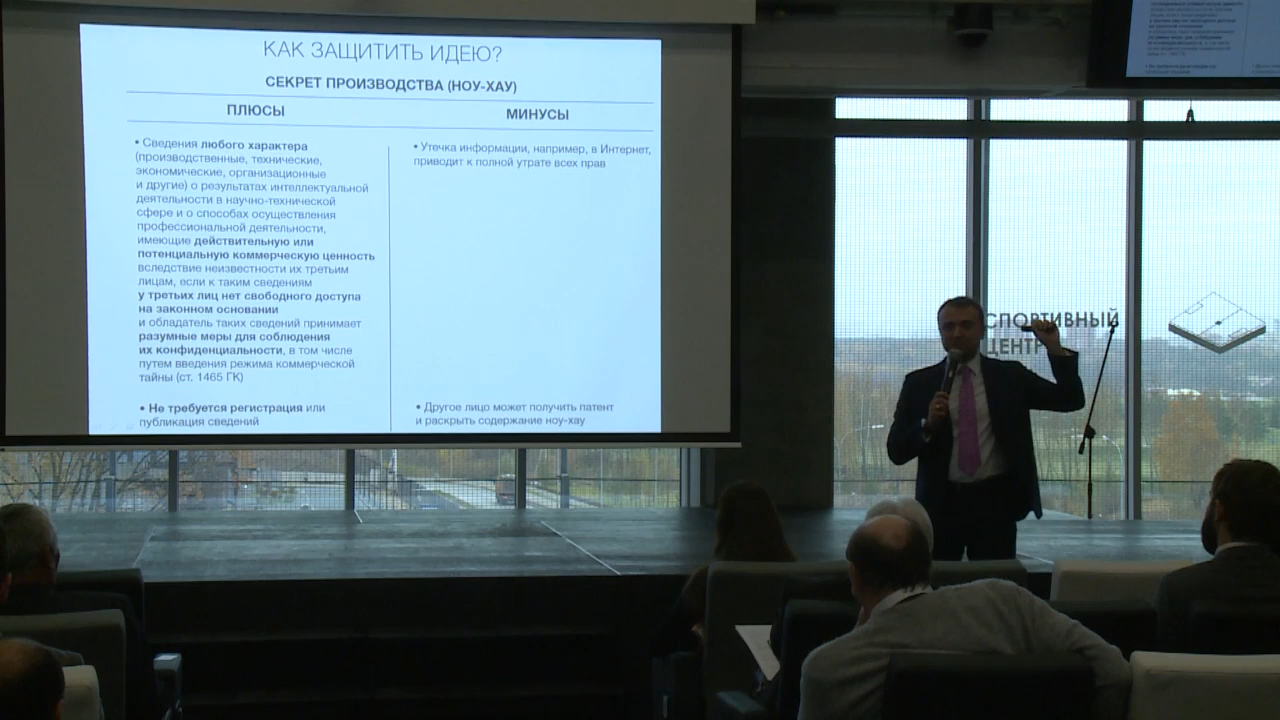 КАК ЗАЩИТИТЬ ИДЕЮ?
СЕКРЕТ ПРОИЗВОДСТВА (НОУ-ХАУ)
ПЛЮСЫ
МИНУСЫ
• Сведения любого характера
(производственные, технические,
экономические, организационные
и другие) о результатах интеллектуальной
деятельности в научно-технической
сфере и о способах осуществления
профессиональной деятельности,
имеющие действительную или
потенциальную коммерческую ценность
вследствие неизвестности их третьим
лицам, если к таким сведениям
у третьих лиц нет свободного доступа
на законном основании
и обладатель таких сведений принимает
разумные меры для соблюдения
их конфиденциальности, в том числе
путем введения режима коммерческой
тайны (ст. 1465 ГК)
• Не требуется регистрация или
публикация сведений
• Утечка информации, например, в Интернет,
приводит к полной утрате всех прав
• Другое лицо может получить патент
и раскрыть содержание ноу-хау
СПОРТИВНЫЙ
ЦЕНТР